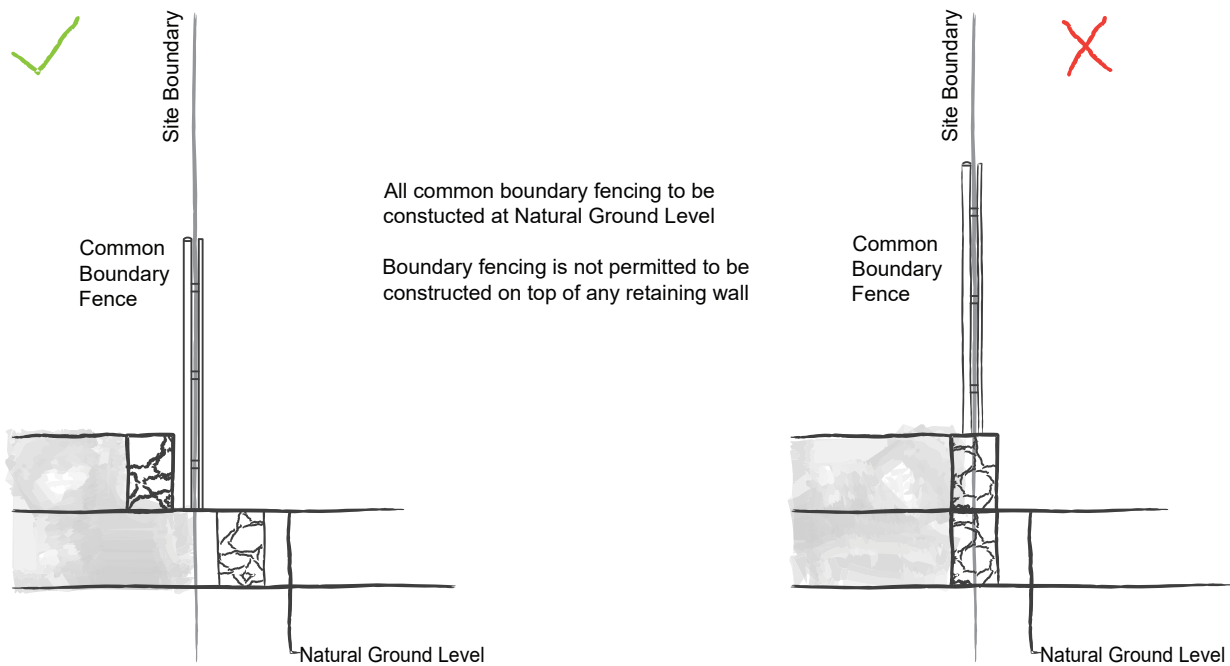 Site Boundary
Common
Boundary
Fence
Natural Ground Level
All common boundary fencing to be
constucted at Natural Ground Level
Boundary fencing is not permitted to be
constructed on top of any retaining wall
Site Boundary
Common
Boundary
Fence
Natural Ground Level